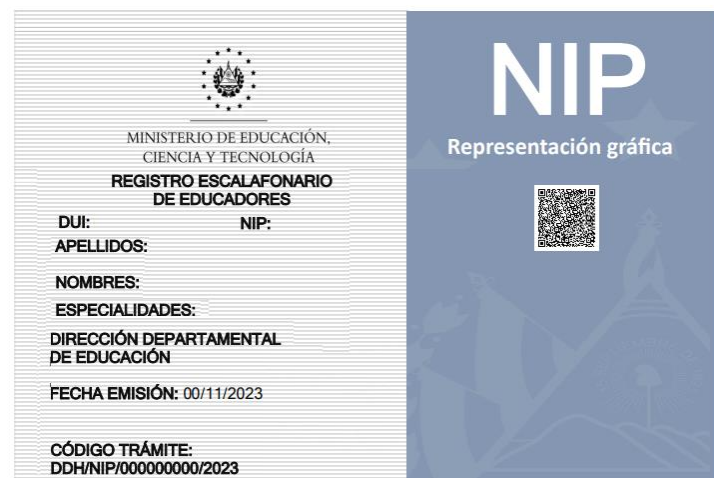 MINISTERIO DE EDUCACIÓN,
CIENCIA Y TECNOLOGÍA
REGISTRO ESCALAFONARIO
DE EDUCADORES
DUI: NIP:
APELLIDOS:
NOMBRES:
ESPECIALIDADES:
DIRECCIÓN DEPARTAMENTAL
DE EDUCACIÓN
FECHA EMISIÓN: 00/11/2023
CÓDIGO TRÁMITE:
DDH/NIP/000000000/2023
NIP
Representación gráfica